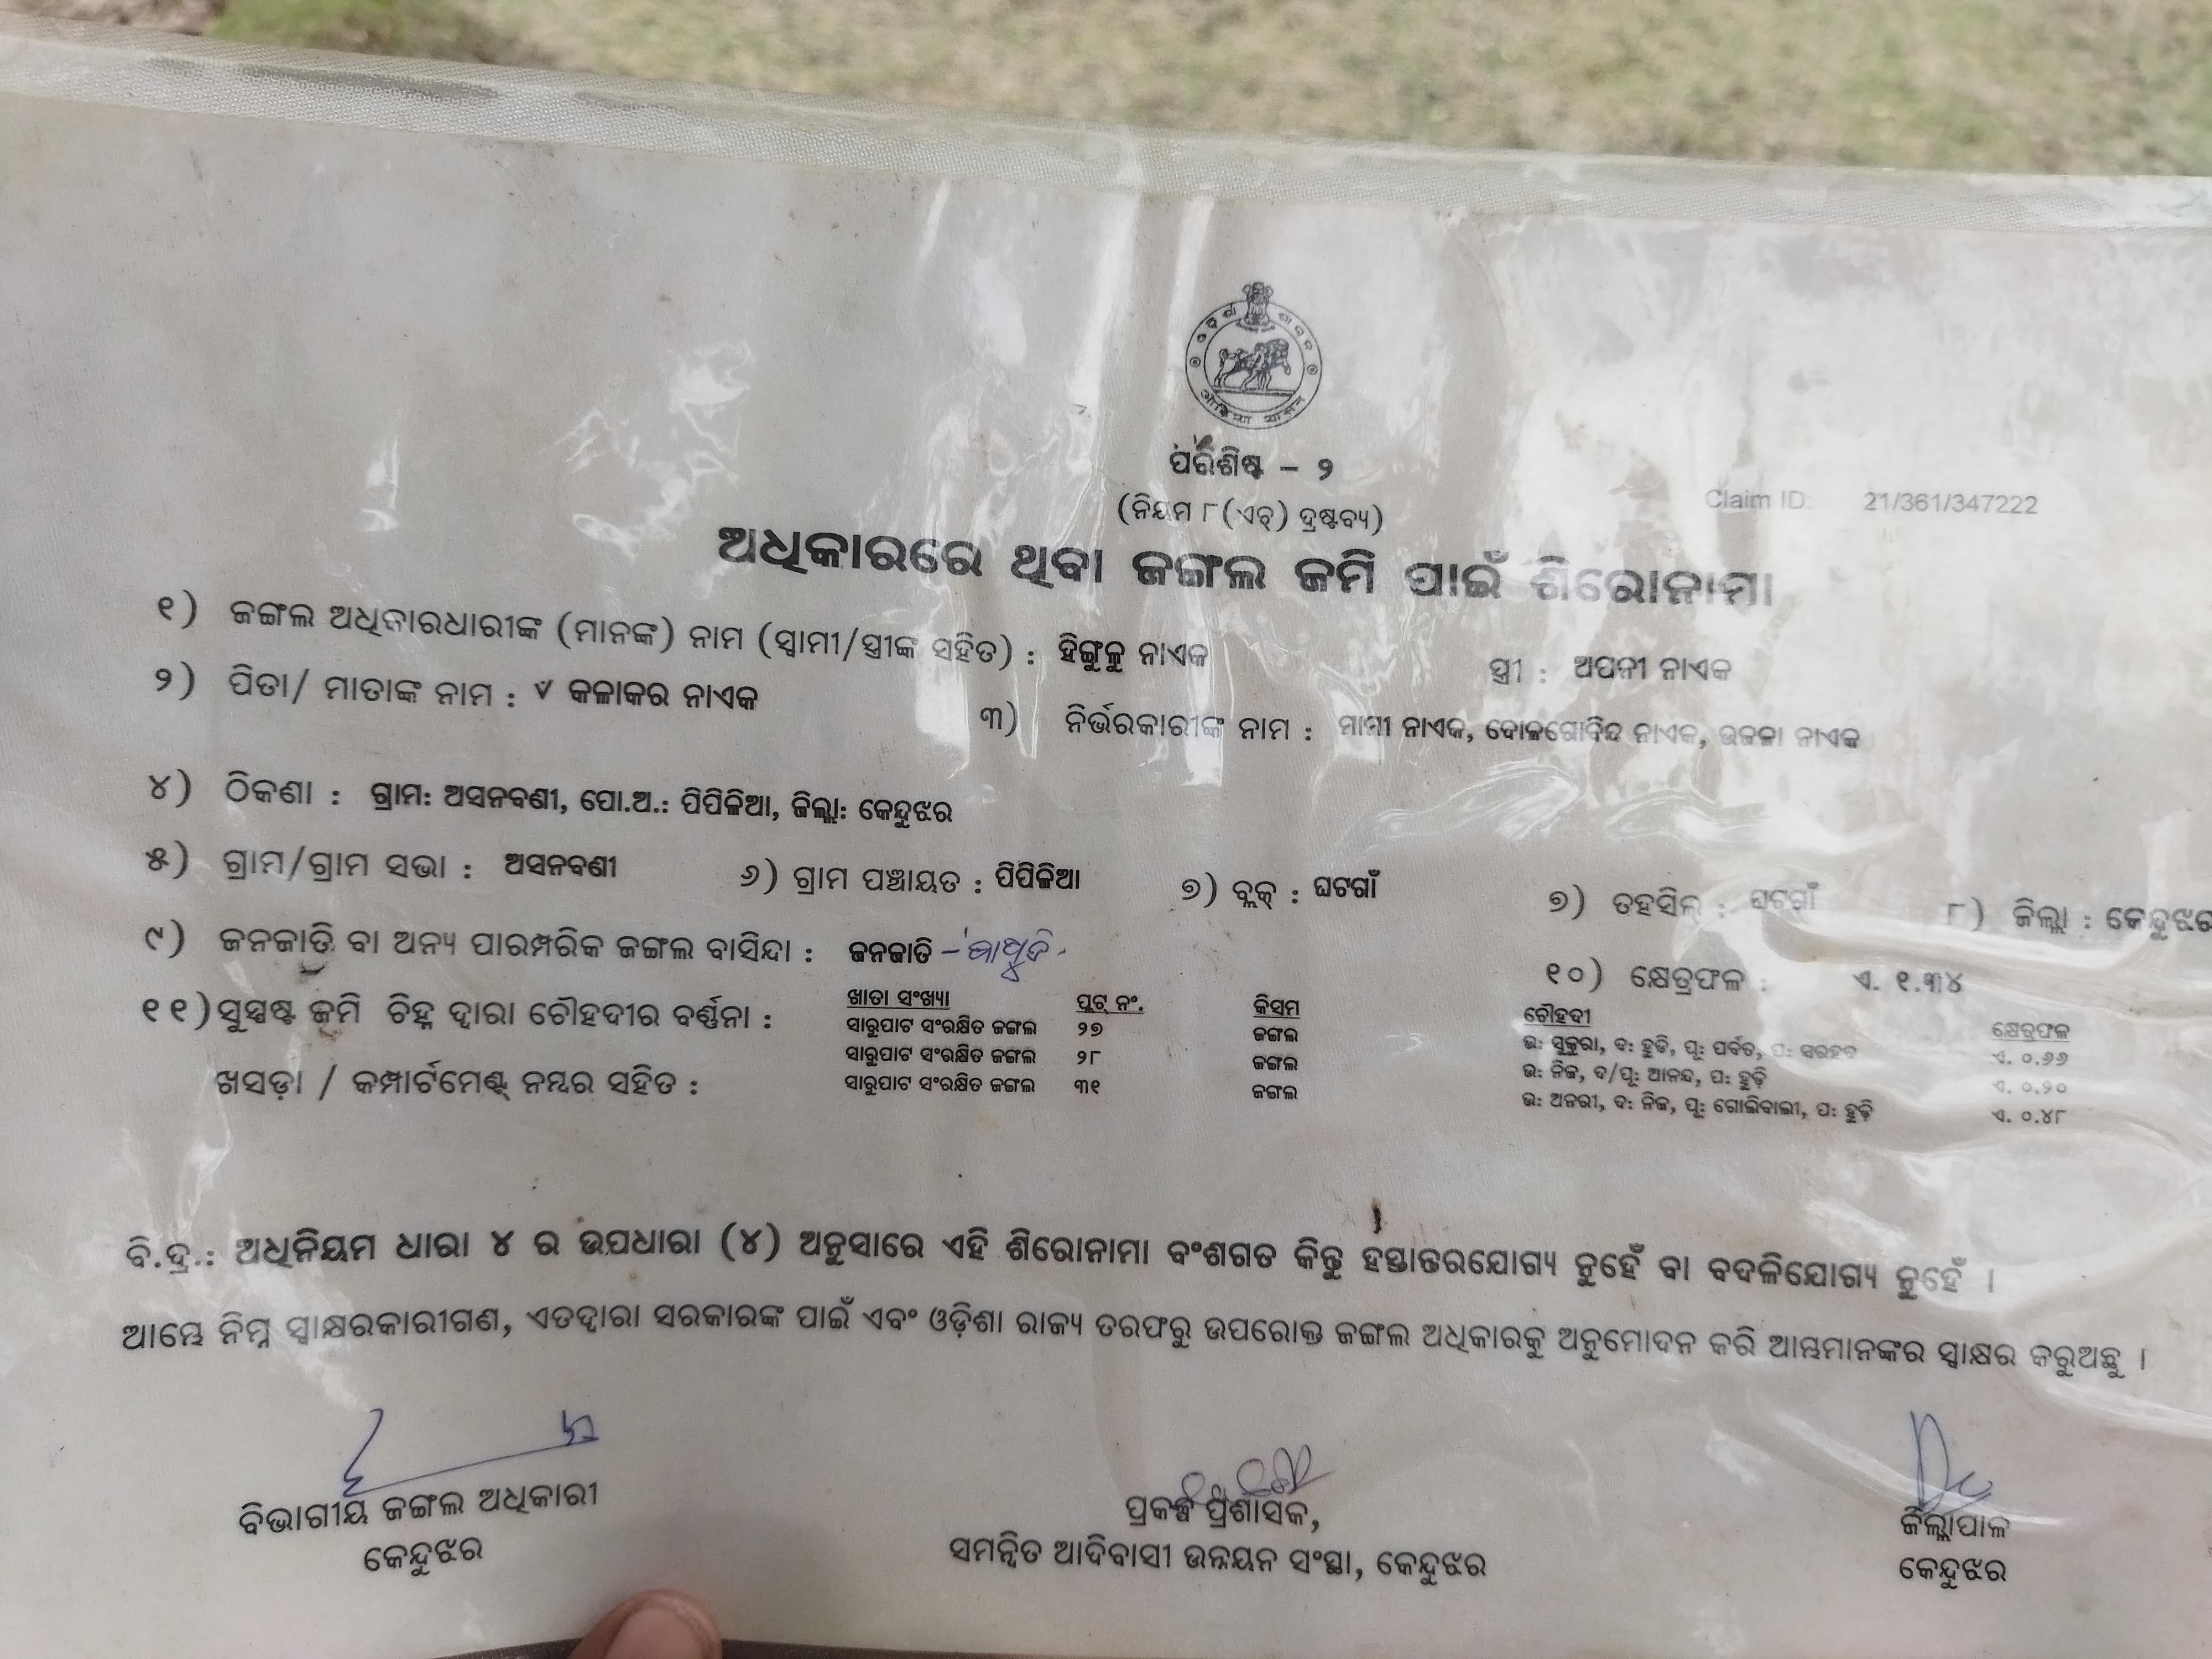 ପରିଶିଷ୍ଟ – ୨
(ନିୟମ ୮(ଏଚ୍) ଦ୍ରଷ୍ଟବ୍ୟ)
Claim ID: 21/361/347222
ଅଧିକାରରେ ଥିବା ଜଙ୍ଗଲ ଜମି ପାଇଁ ଶିରୋନାମା
୧) ଜଙ୍ଗଲ ଅଧିକାରଧାରୀଙ୍କ (ମାନଙ୍କ) ନାମ (ସ୍ୱାମୀ/ସ୍ତ୍ରୀଙ୍କ ସହିତ) : ହିଙ୍ଗୁଳୁ ନାଏକ ସ୍ତ୍ରୀ : ଅପନୀ ନାଏକ
୨) ପିତା/ ମାତାଙ୍କ ନାମ : ୰ କଳାକର ନାଏକ ୩) ନିର୍ଭରକାରୀଙ୍କ ନାମ : ମାମୀ ନାଏକ, ଦୋଳଗୋବିନ୍ଦ ନାଏକ, ଉଜଳା ନାଏକ
୪) ଠିକଣା : ଗ୍ରାମ: ଅସନବଣୀ, ପୋ.ଅ.: ପିପିଳିଆ, ଜିଲ୍ଲା: କେନ୍ଦୁଝର
୫) ଗ୍ରାମ/ଗ୍ରାମ ସଭା : ଅସନବଣୀ ୬) ଗ୍ରାମ ପଞ୍ଚାୟତ : ପିପିଳିଆ ୭) ବ୍ଲକ୍ : ଘଟଗାଁ ୭) ତହସିଲ୍ : ଘଟଗାଁ ୮) ଜିଲ୍ଲା : କେନ୍ଦୁଝର
୯) ଜନଜାତି ବା ଅନ୍ୟ ପାରମ୍ପରିକ ଜଙ୍ଗଲ ବାସିନ୍ଦା : ଜନଜାତି – ୧୦) କ୍ଷେତ୍ରଫଳ : ଏ. ୧.୩୪
୧୧) ସୁସ୍ପଷ୍ଟ ଜମି ଚିହ୍ନ ଦ୍ୱାରା ଚୌହଦୀର ବର୍ଣ୍ଣନା :
ଖସଡ଼ା / କମ୍ପାର୍ଟମେଣ୍ଟ୍ ନମ୍ବର ସହିତ :
ଖାତା ସଂଖ୍ୟା ପ୍ଲଟ୍ ନଂ. କିସମ ଚୌହଦୀ କ୍ଷେତ୍ରଫଳ
ସାରୁପାଟ ସଂରକ୍ଷିତ ଜଙ୍ଗଲ ୨୭ ଜଙ୍ଗଲ ଉ: ସୁକୁରା, ଦ: ହୁଡି, ପୂ: ପର୍ବତ, ପ: ସରହଦ ଏ. ୦.୬୬
ସାରୁପାଟ ସଂରକ୍ଷିତ ଜଙ୍ଗଲ ୨୮ ଜଙ୍ଗଲ ଉ: ନିଜ, ଦ/ପୂ: ଆନନ୍ଦ, ପ: ହୁଡ଼ି ଏ. ୦.୨୦
ସାରୁପାଟ ସଂରକ୍ଷିତ ଜଙ୍ଗଲ ୩୧ ଜଙ୍ଗଲ ଉ: ଅନରୀ, ଦ: ନିଜ, ପୂ: ଗୋଲିବାଲୀ, ପ: ହୁଡ଼ି ଏ. ୦.୪୮
ବି.ଦ୍ର.: ଅଧିନିୟମ ଧାରା ୪ ର ଉପଧାରା (୪) ଅନୁସାରେ ଏହି ଶିରୋନାମା ବଂଶଗତ କିନ୍ତୁ ହସ୍ତାନ୍ତରଯୋଗ୍ୟ ନୁହେଁ ବା ବଦଳିଯୋଗ୍ୟ ନୁହେଁ ।
ଆମ୍ଭେ ନିମ୍ନ ସ୍ୱାକ୍ଷରକାରୀଗଣ, ଏତଦ୍ୱାରା ସରକାରଙ୍କ ପାଇଁ ଏବଂ ଓଡ଼ିଶା ରାଜ୍ୟ ତରଫରୁ ଉପରୋକ୍ତ ଜଙ୍ଗଲ ଅଧିକାରକୁ ଅନୁମୋଦନ କରି ଆମ୍ଭମାନଙ୍କର ସ୍ୱାକ୍ଷର କରୁଅଛୁ ।
ବିଭାଗୀୟ ଜଙ୍ଗଲ ଅଧିକାରୀ
କେନ୍ଦୁଝର
ପ୍ରକଳ୍ପ ପ୍ରଶାସକ,
ସମନ୍ୱିତ ଆଦିବାସୀ ଉନ୍ନୟନ ସଂସ୍ଥା, କେନ୍ଦୁଝର
ଜିଲ୍ଲାପାଳ
କେନ୍ଦୁଝର